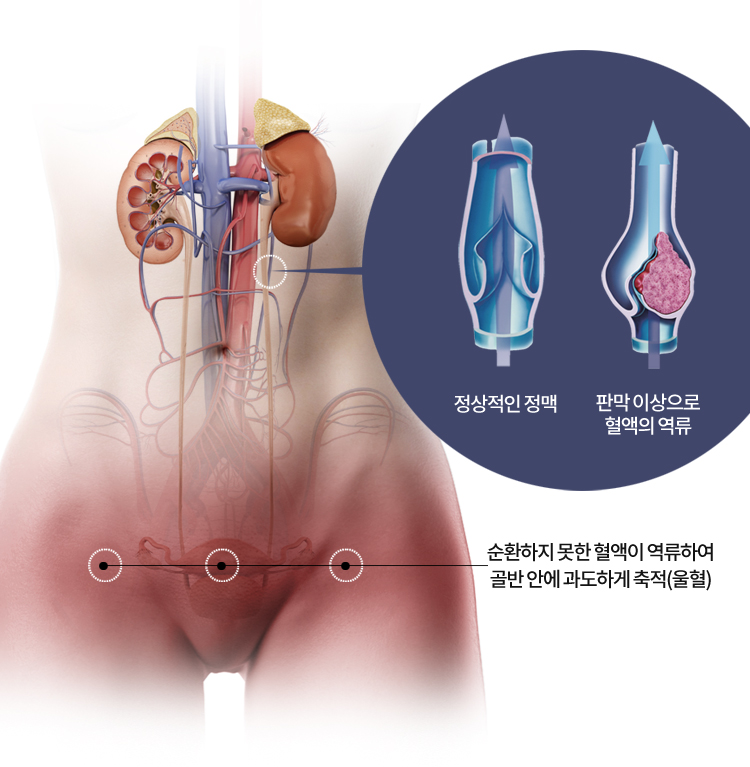 정상적인 정맥
판막 이상으로
혈액의 역류
순환하지 못한 혈액이 역류하여
골반 안에 과도하게 축적(울혈)